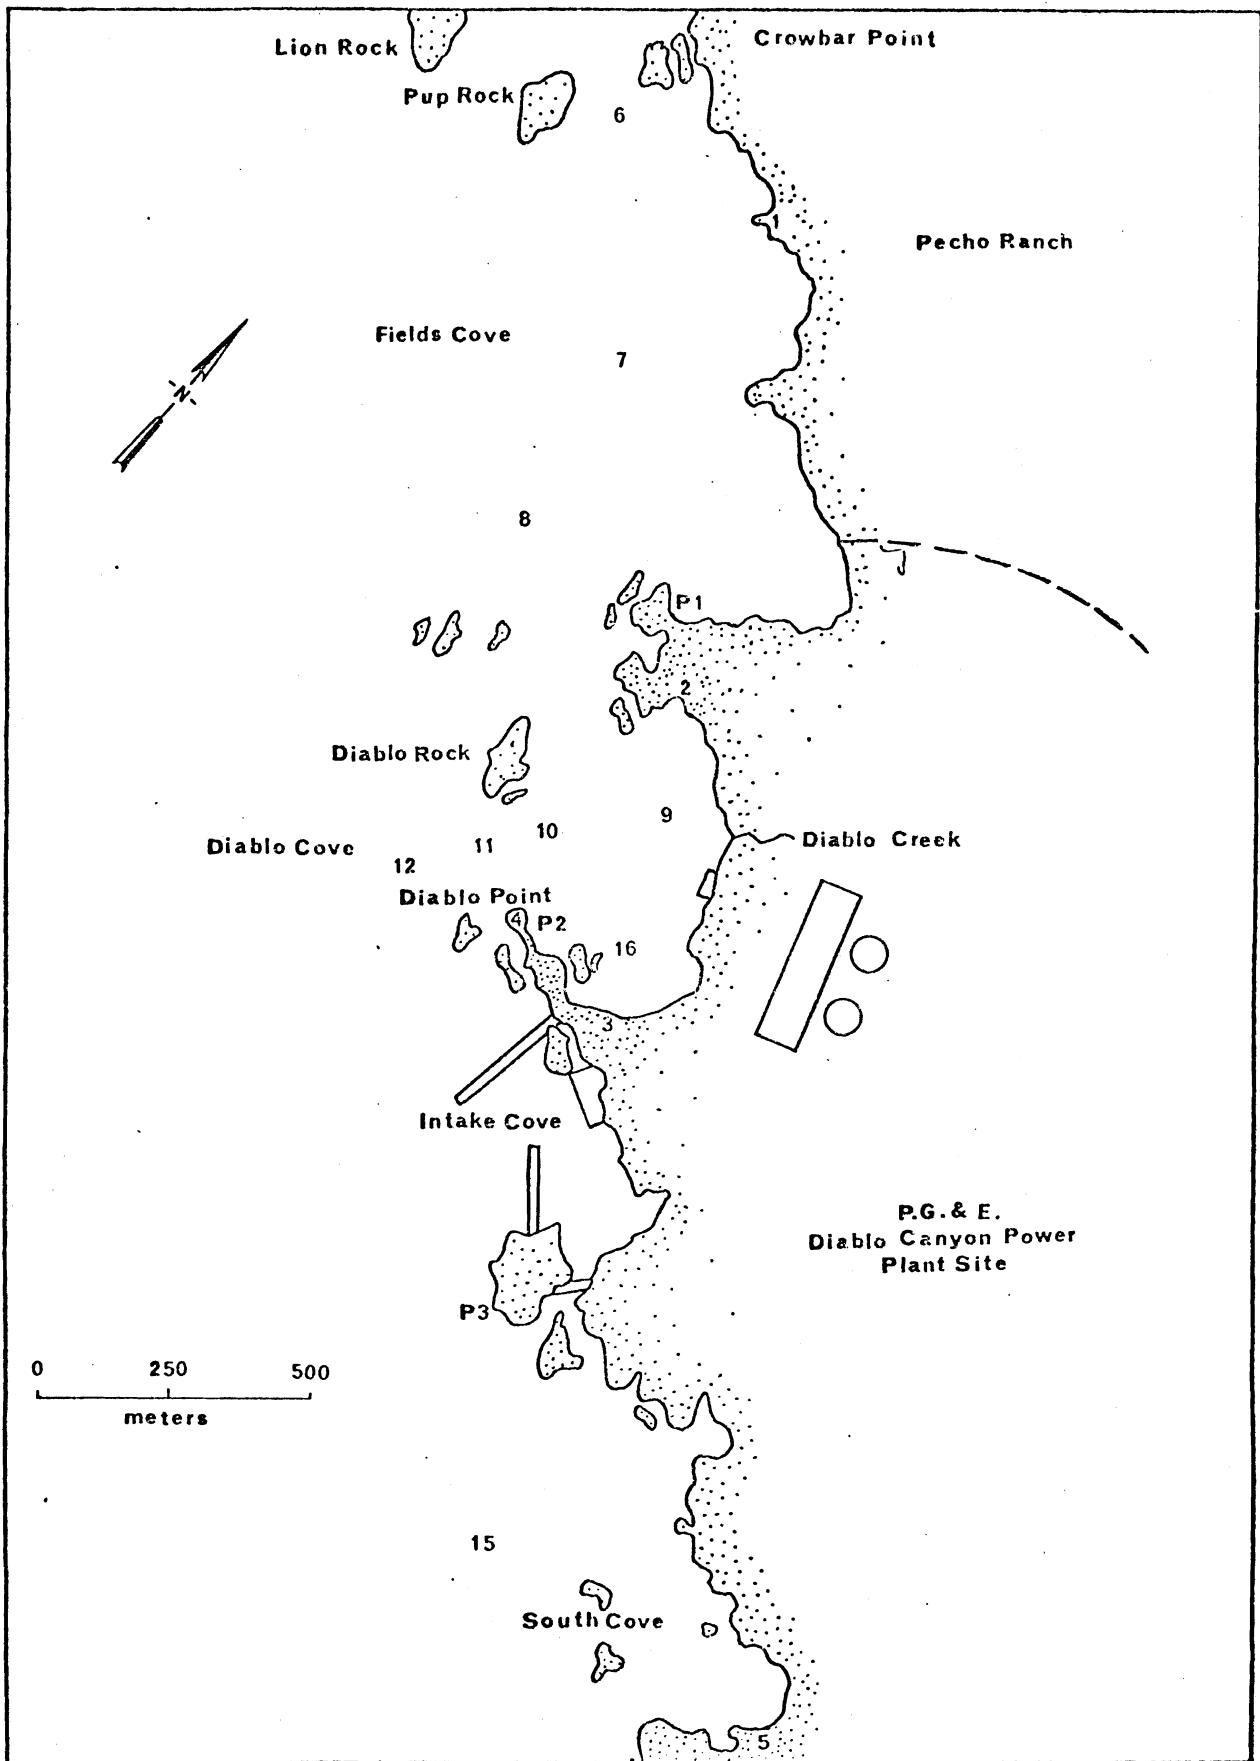 Lion Rock
Crowbar Point
Pup Rock
6
1
Pecho Ranch
Fields Cove
7
N
8
P1
2
Diablo Rock
9
10
Diablo Cove
11
12
Diablo Creek
Diablo Point
4
P2
16
3
Intake Cove
P.G. & E.
Diablo Canyon Power
Plant Site
P3
0 250 500
meters
15
South Cove
5